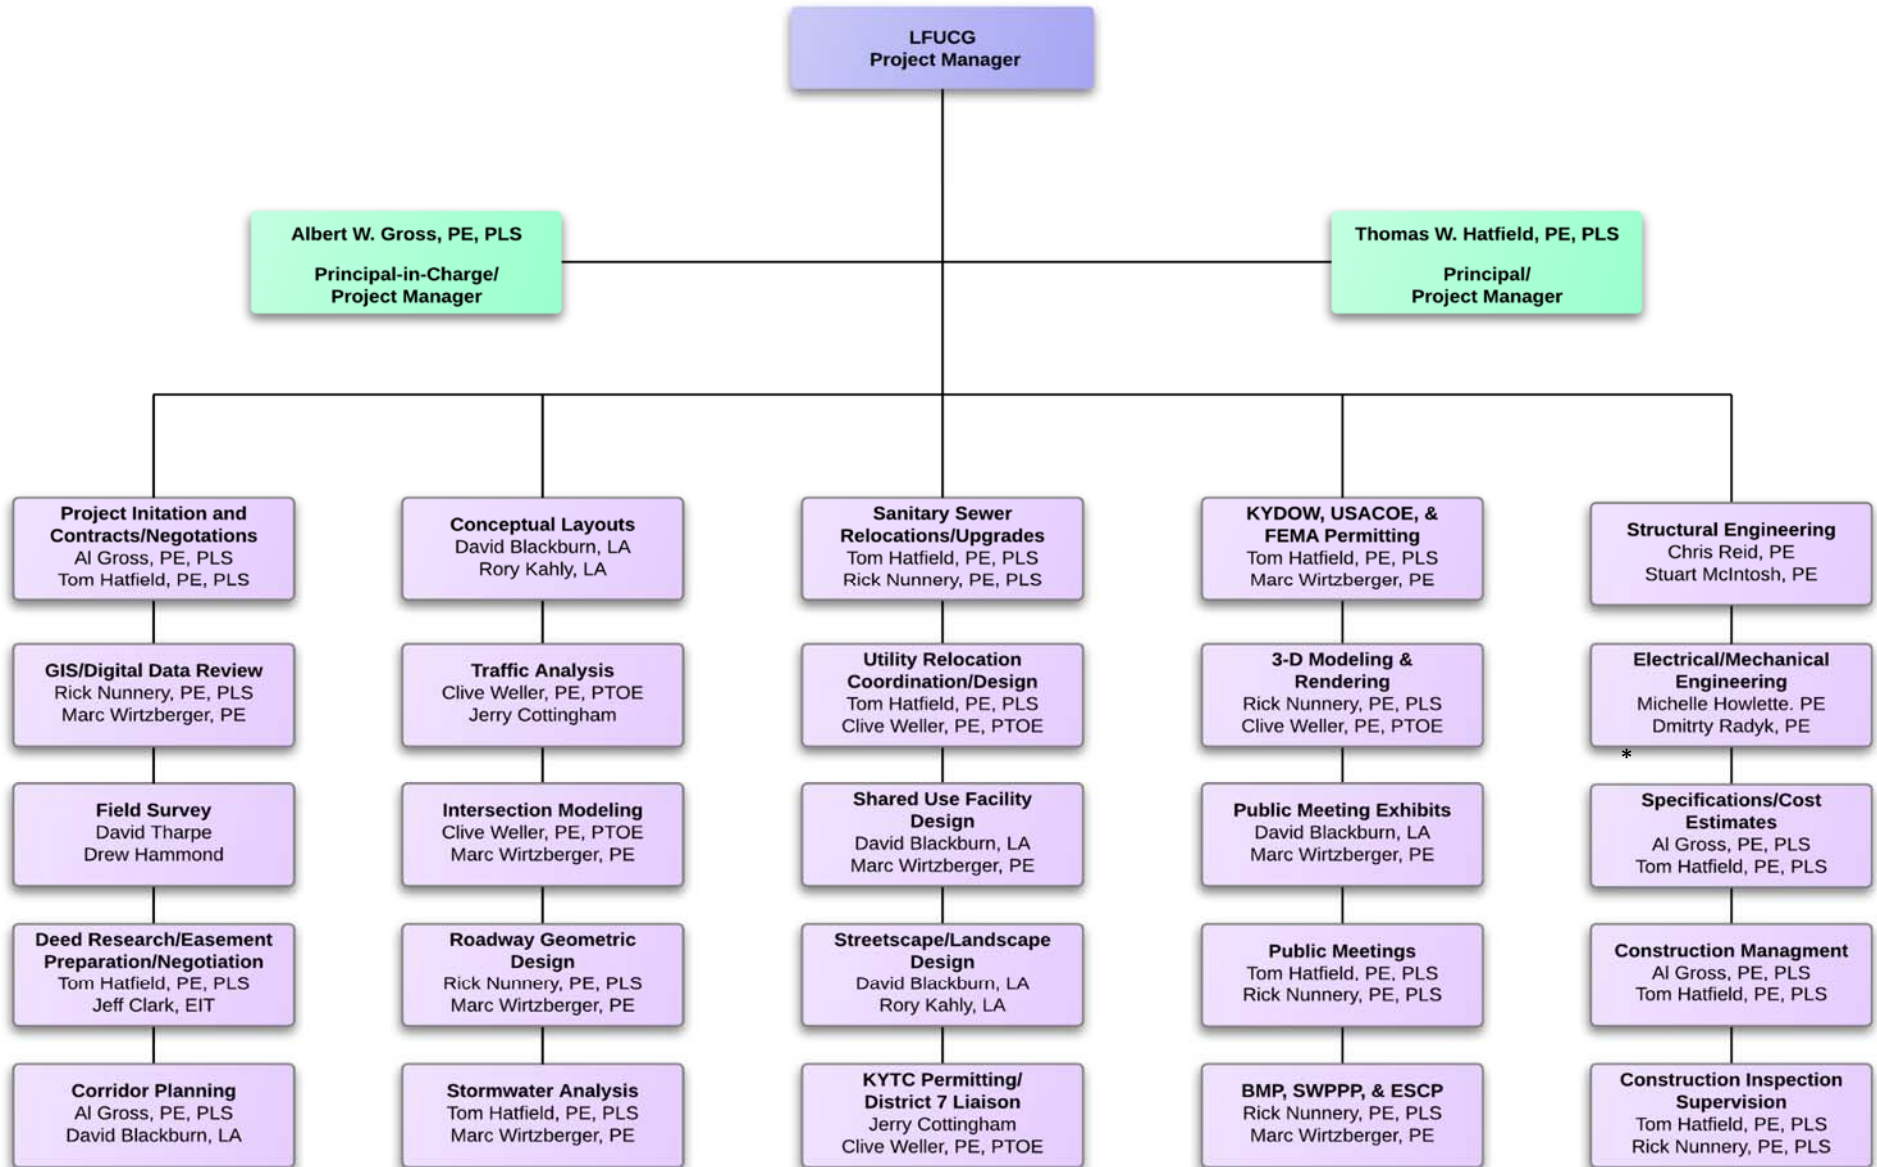 LFUCG
Project Manager
Albert W. Gross, PE, PLS
Principal-in-Charge/
Project Manager
Thomas W. Hatfield, PE, PLS
Principal/
Project Manager
Project Initation and
Contracts/Negotations
Al Gross, PE, PLS
Tom Hatfield, PE, PLS
GIS/Digital Data Review
Rick Nunnery, PE, PLS
Marc Wirtzberger, PE
Field Survey
David Tharpe
Drew Hammond
Deed Research/Easement
Preparation/Negotiation
Tom Hatfield, PE, PLS
Jeff Clark, EIT
Corridor Planning
Al Gross, PE, PLS
David Blackburn, LA
Conceptual Layouts
David Blackburn, LA
Rory Kahly, LA
Traffic Analysis
Clive Weller, PE, PTOE
Jerry Cottingham
Intersection Modeling
Clive Weller, PE, PTOE
Marc Wirtzberger, PE
Roadway Geometric
Design
Rick Nunnery, PE, PLS
Marc Wirtzberger, PE
Stormwater Analysis
Tom Hatfield, PE, PLS
Marc Wirtzberger, PE
Sanitary Sewer
Relocations/Upgrades
Tom Hatfield, PE, PLS
Rick Nunnery, PE, PLS
Utility Relocation
Coordination/Design
Tom Hatfield, PE, PLS
Clive Weller, PE, PTOE
Shared Use Facility
Design
David Blackburn, LA
Marc Wirtzberger, PE
Streetscape/Landscape
Design
David Blackburn, LA
Rory Kahly, LA
KYTC Permitting/
District 7 Liaison
Jerry Cottingham
Clive Weller, PE, PTOE
KYDOW, USACOE, &
FEMA Permitting
Tom Hatfield, PE, PLS
Marc Wirtzberger, PE
3-D Modeling &
Rendering
Rick Nunnery, PE, PLS
Clive Weller, PE, PTOE
Public Meeting Exhibits
David Blackburn, LA
Marc Wirtzberger, PE
Public Meetings
Tom Hatfield, PE, PLS
Rick Nunnery, PE, PLS
BMP, SWPPP, & ESCP
Rick Nunnery, PE, PLS
Marc Wirtzberger, PE
Structural Engineering
Chris Reid, PE
Stuart McIntosh, PE
Electrical/Mechanical
Engineering
Michelle Howlette. PE
Dmitrty Radyk, PE
*
Specifications/Cost
Estimates
Al Gross, PE, PLS
Tom Hatfield, PE, PLS
Construction Managment
Al Gross, PE, PLS
Tom Hatfield, PE, PLS
Construction Inspection
Supervision
Tom Hatfield, PE, PLS
Rick Nunnery, PE, PLS